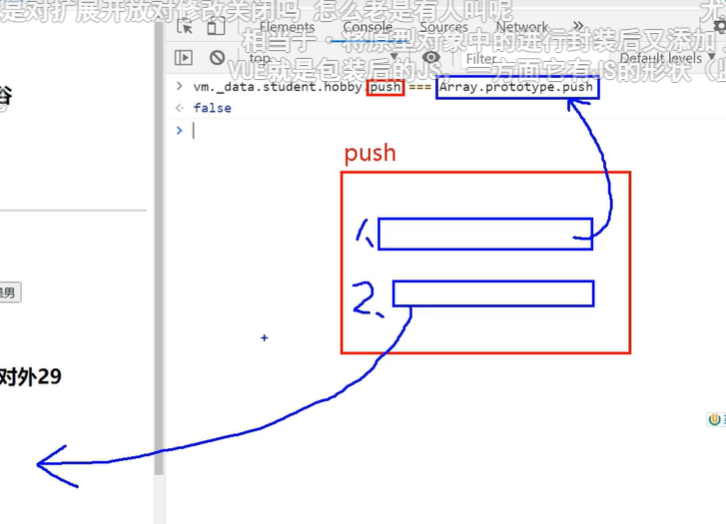 是对扩展开放对修改关闭吗 怎么老是有人叫呢
Elements Console Sources Network »
相当于·将原型对象中的进行封装后又添加了
VUE就是包装后的JS，一方面它有JS的形状（
top Filter Default levels
俗
> vm._data.student.hobby.push === Array.prototype.push
false
>
push
1、
2、
是男
对外29